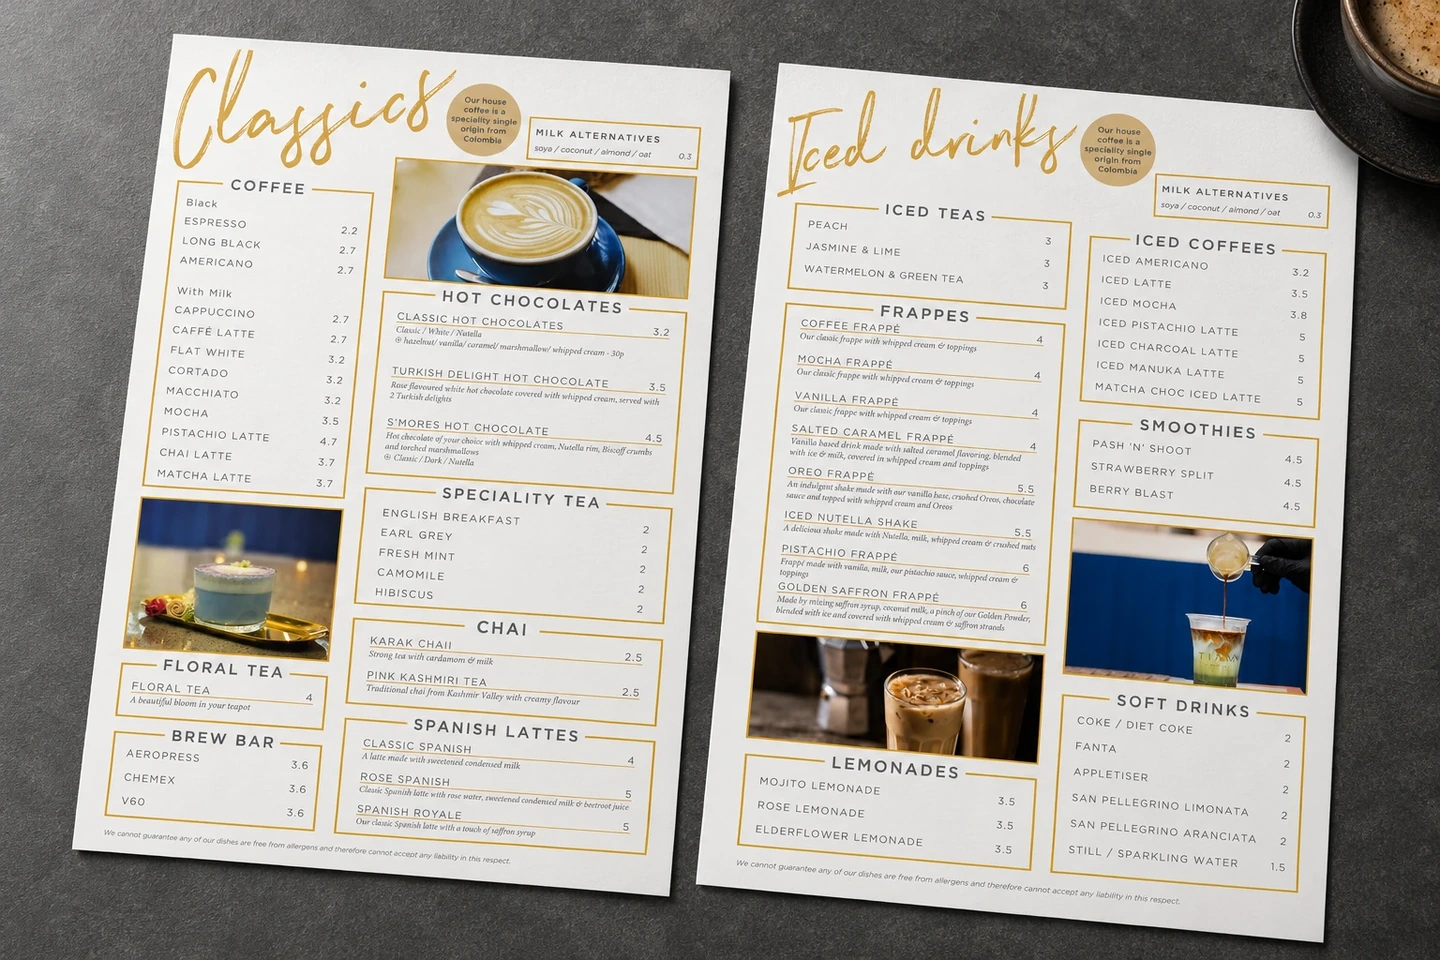 Classics
Our house
coffee is a
speciality single
origin from
Colombia
MILK ALTERNATIVES
soya / coconut / almond / oat 0.3
COFFEE
Black
ESPRESSO 2.2
LONG BLACK 2.7
AMERICANO 2.7
With Milk
CAPPUCCINO 2.7
CAFFÉ LATTE 2.7
FLAT WHITE 3.2
CORTADO 3.2
MACCHIATO 3.2
MOCHA 3.5
PISTACHIO LATTE 4.7
CHAI LATTE 3.7
MATCHA LATTE 3.7
FLORAL TEA
FLORAL TEA 4
A beautiful bloom in your teapot
BREW BAR
AEROPRESS 3.6
CHEMEX 3.6
V60 3.6
HOT CHOCOLATES
CLASSIC HOT CHOCOLATES 3.2
Classic / White / Nutella
⊕ hazelnut/ vanilla/ caramel/ marshmallow/ whipped cream - 30p
TURKISH DELIGHT HOT CHOCOLATE 3.5
Rose flavoured white hot chocolate covered with whipped cream, served with
2 Turkish delights
S'MORES HOT CHOCOLATE 4.5
Hot chocolate of your choice with whipped cream, Nutella rim, Biscoff crumbs
and torched marshmallows
⊕ Classic / Dark / Nutella
SPECIALITY TEA
ENGLISH BREAKFAST 2
EARL GREY 2
FRESH MINT 2
CAMOMILE 2
HIBISCUS 2
CHAI
KARAK CHAII 2.5
Strong tea with cardamom & milk
PINK KASHMIRI TEA 2.5
Traditional chai from Kashmir Valley with creamy flavour
SPANISH LATTES
CLASSIC SPANISH 4
A latte made with sweetened condensed milk
ROSE SPANISH 5
Classic Spanish latte with rose water, sweetened condensed milk & beetroot juice
SPANISH ROYALE 5
Our classic Spanish latte with a touch of saffron syrup
We cannot guarantee any of our dishes are free from allergens and therefore cannot accept any liability in this respect.
Iced drinks
Our house
coffee is a
speciality single
origin from
Colombia
MILK ALTERNATIVES
soya / coconut / almond / oat 0.3
ICED TEAS
PEACH 3
JASMINE & LIME 3
WATERMELON & GREEN TEA 3
FRAPPES
COFFEE FRAPPÉ 4
Our classic frappe with whipped cream & toppings
MOCHA FRAPPÉ 4
Our classic frappe with whipped cream & toppings
VANILLA FRAPPÉ 4
Our classic frappe with whipped cream & toppings
SALTED CARAMEL FRAPPÉ 4
Vanilla based drink made with salted caramel flavoring, blended
with ice & milk, covered in whipped cream and toppings
OREO FRAPPÉ 5.5
An indulgent shake made with our vanilla base, crushed Oreos, chocolate
sauce and topped with whipped cream and Oreos
ICED NUTELLA SHAKE 5.5
A delicious shake made with Nutella, milk, whipped cream & crushed nuts
PISTACHIO FRAPPÉ 6
Frappé made with vanilla, milk, our pistachio sauce, whipped cream &
toppings
GOLDEN SAFFRON FRAPPÉ 6
Made by mixing saffron syrup, coconut milk, a pinch of our Golden Powder,
blended with ice and covered with whipped cream & saffron strands
LEMONADES
MOJITO LEMONADE 3.5
ROSE LEMONADE 3.5
ELDERFLOWER LEMONADE 3.5
ICED COFFEES
ICED AMERICANO 3.2
ICED LATTE 3.5
ICED MOCHA 3.8
ICED PISTACHIO LATTE 5
ICED CHARCOAL LATTE 5
ICED MANUKA LATTE 5
MATCHA CHOC ICED LATTE 5
SMOOTHIES
PASH 'N' SHOOT 4.5
STRAWBERRY SPLIT 4.5
BERRY BLAST 4.5
SOFT DRINKS
COKE / DIET COKE 2
FANTA 2
APPLETISER 2
SAN PELLEGRINO LIMONATA 2
SAN PELLEGRINO ARANCIATA 2
STILL / SPARKLING WATER 1.5
We cannot guarantee any of our dishes are free from allergens and therefore cannot accept any liability in this respect.